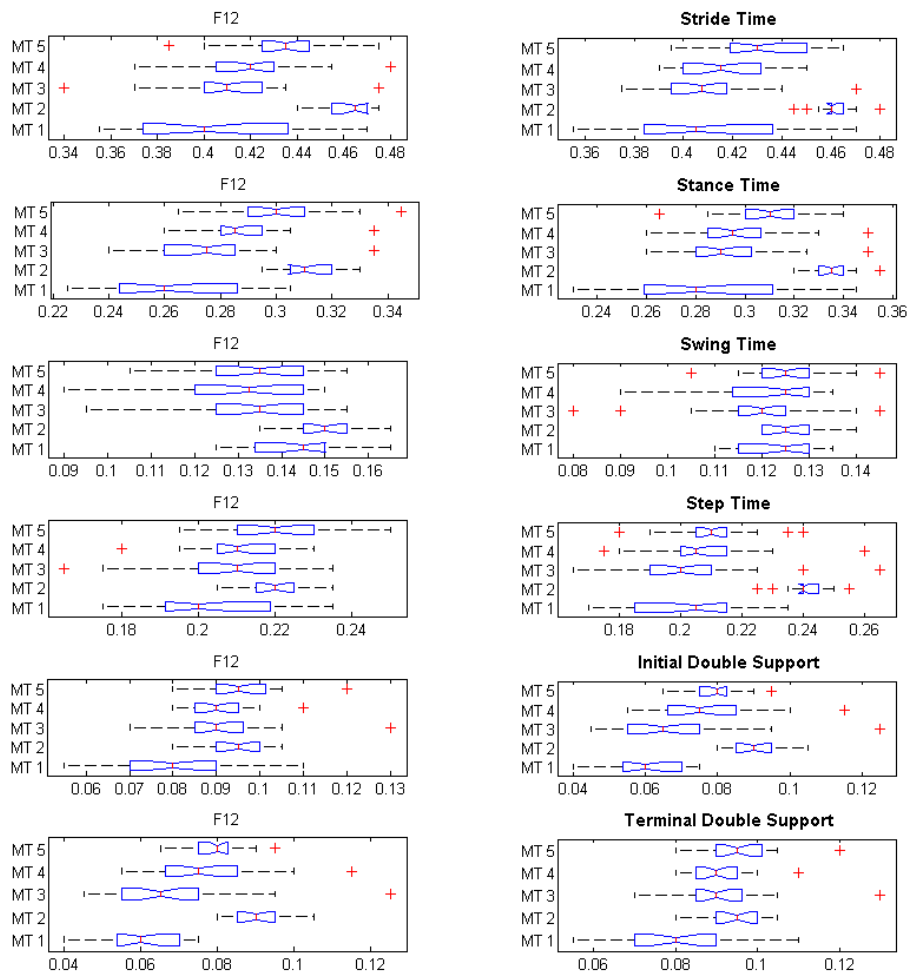 F12
MT 5
MT 4
MT 3
MT 2
MT 1
0.34 0.36 0.38 0.4 0.42 0.44 0.46 0.48
Stride Time
MT 5
MT 4
MT 3
MT 2
MT 1
0.36 0.38 0.4 0.42 0.44 0.46 0.48
F12
MT 5
MT 4
MT 3
MT 2
MT 1
0.22 0.24 0.26 0.28 0.3 0.32 0.34
Stance Time
MT 5
MT 4
MT 3
MT 2
MT 1
0.24 0.26 0.28 0.3 0.32 0.34 0.36
F12
MT 5
MT 4
MT 3
MT 2
MT 1
0.09 0.1 0.11 0.12 0.13 0.14 0.15 0.16
Swing Time
MT 5
MT 4
MT 3
MT 2
MT 1
0.08 0.09 0.1 0.11 0.12 0.13 0.14
F12
MT 5
MT 4
MT 3
MT 2
MT 1
0.18 0.2 0.22 0.24
Step Time
MT 5
MT 4
MT 3
MT 2
MT 1
0.18 0.2 0.22 0.24 0.26
F12
MT 5
MT 4
MT 3
MT 2
MT 1
0.06 0.07 0.08 0.09 0.1 0.11 0.12 0.13
Initial Double Support
MT 5
MT 4
MT 3
MT 2
MT 1
0.04 0.06 0.08 0.1 0.12
F12
MT 5
MT 4
MT 3
MT 2
MT 1
0.04 0.06 0.08 0.1 0.12
Terminal Double Support
MT 5
MT 4
MT 3
MT 2
MT 1
0.06 0.08 0.1 0.12